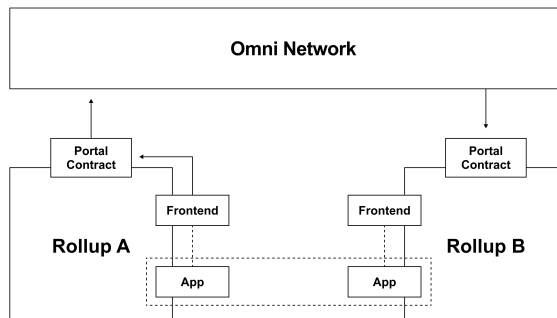 Omni Network
Portal
Contract
Portal
Contract
Frontend
Frontend
Rollup A
Rollup B
App
App